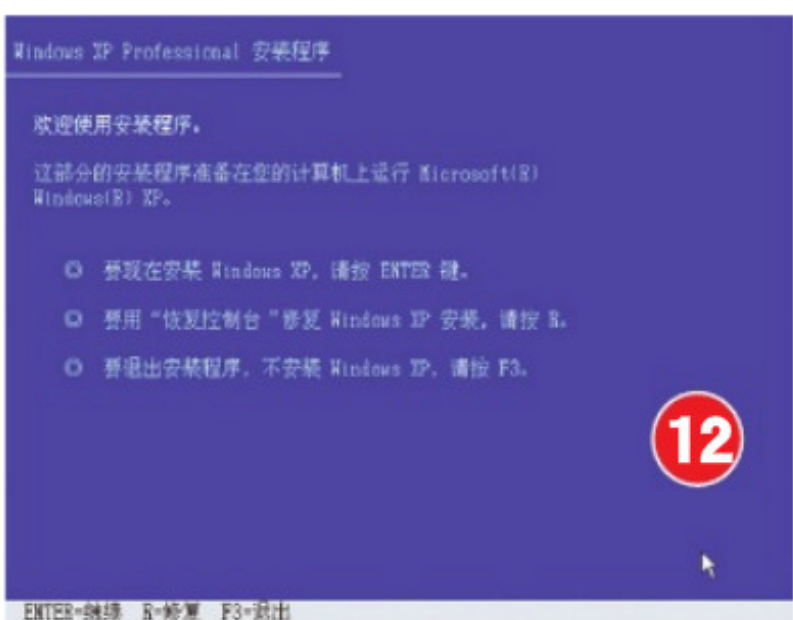 Windows XP Professional 安装程序
欢迎使用安装程序。
这部分的安装程序准备在您的计算机上运行 Microsoft(R)
Windows(R) XP。
◎ 要现在安装 Windows XP，请按 ENTER 键。
◎ 要用“恢复控制台”修复 Windows XP 安装，请按 R。
◎ 要退出安装程序，不安装 Windows XP，请按 F3。
12
ENTER=继续 R=修复 F3=退出